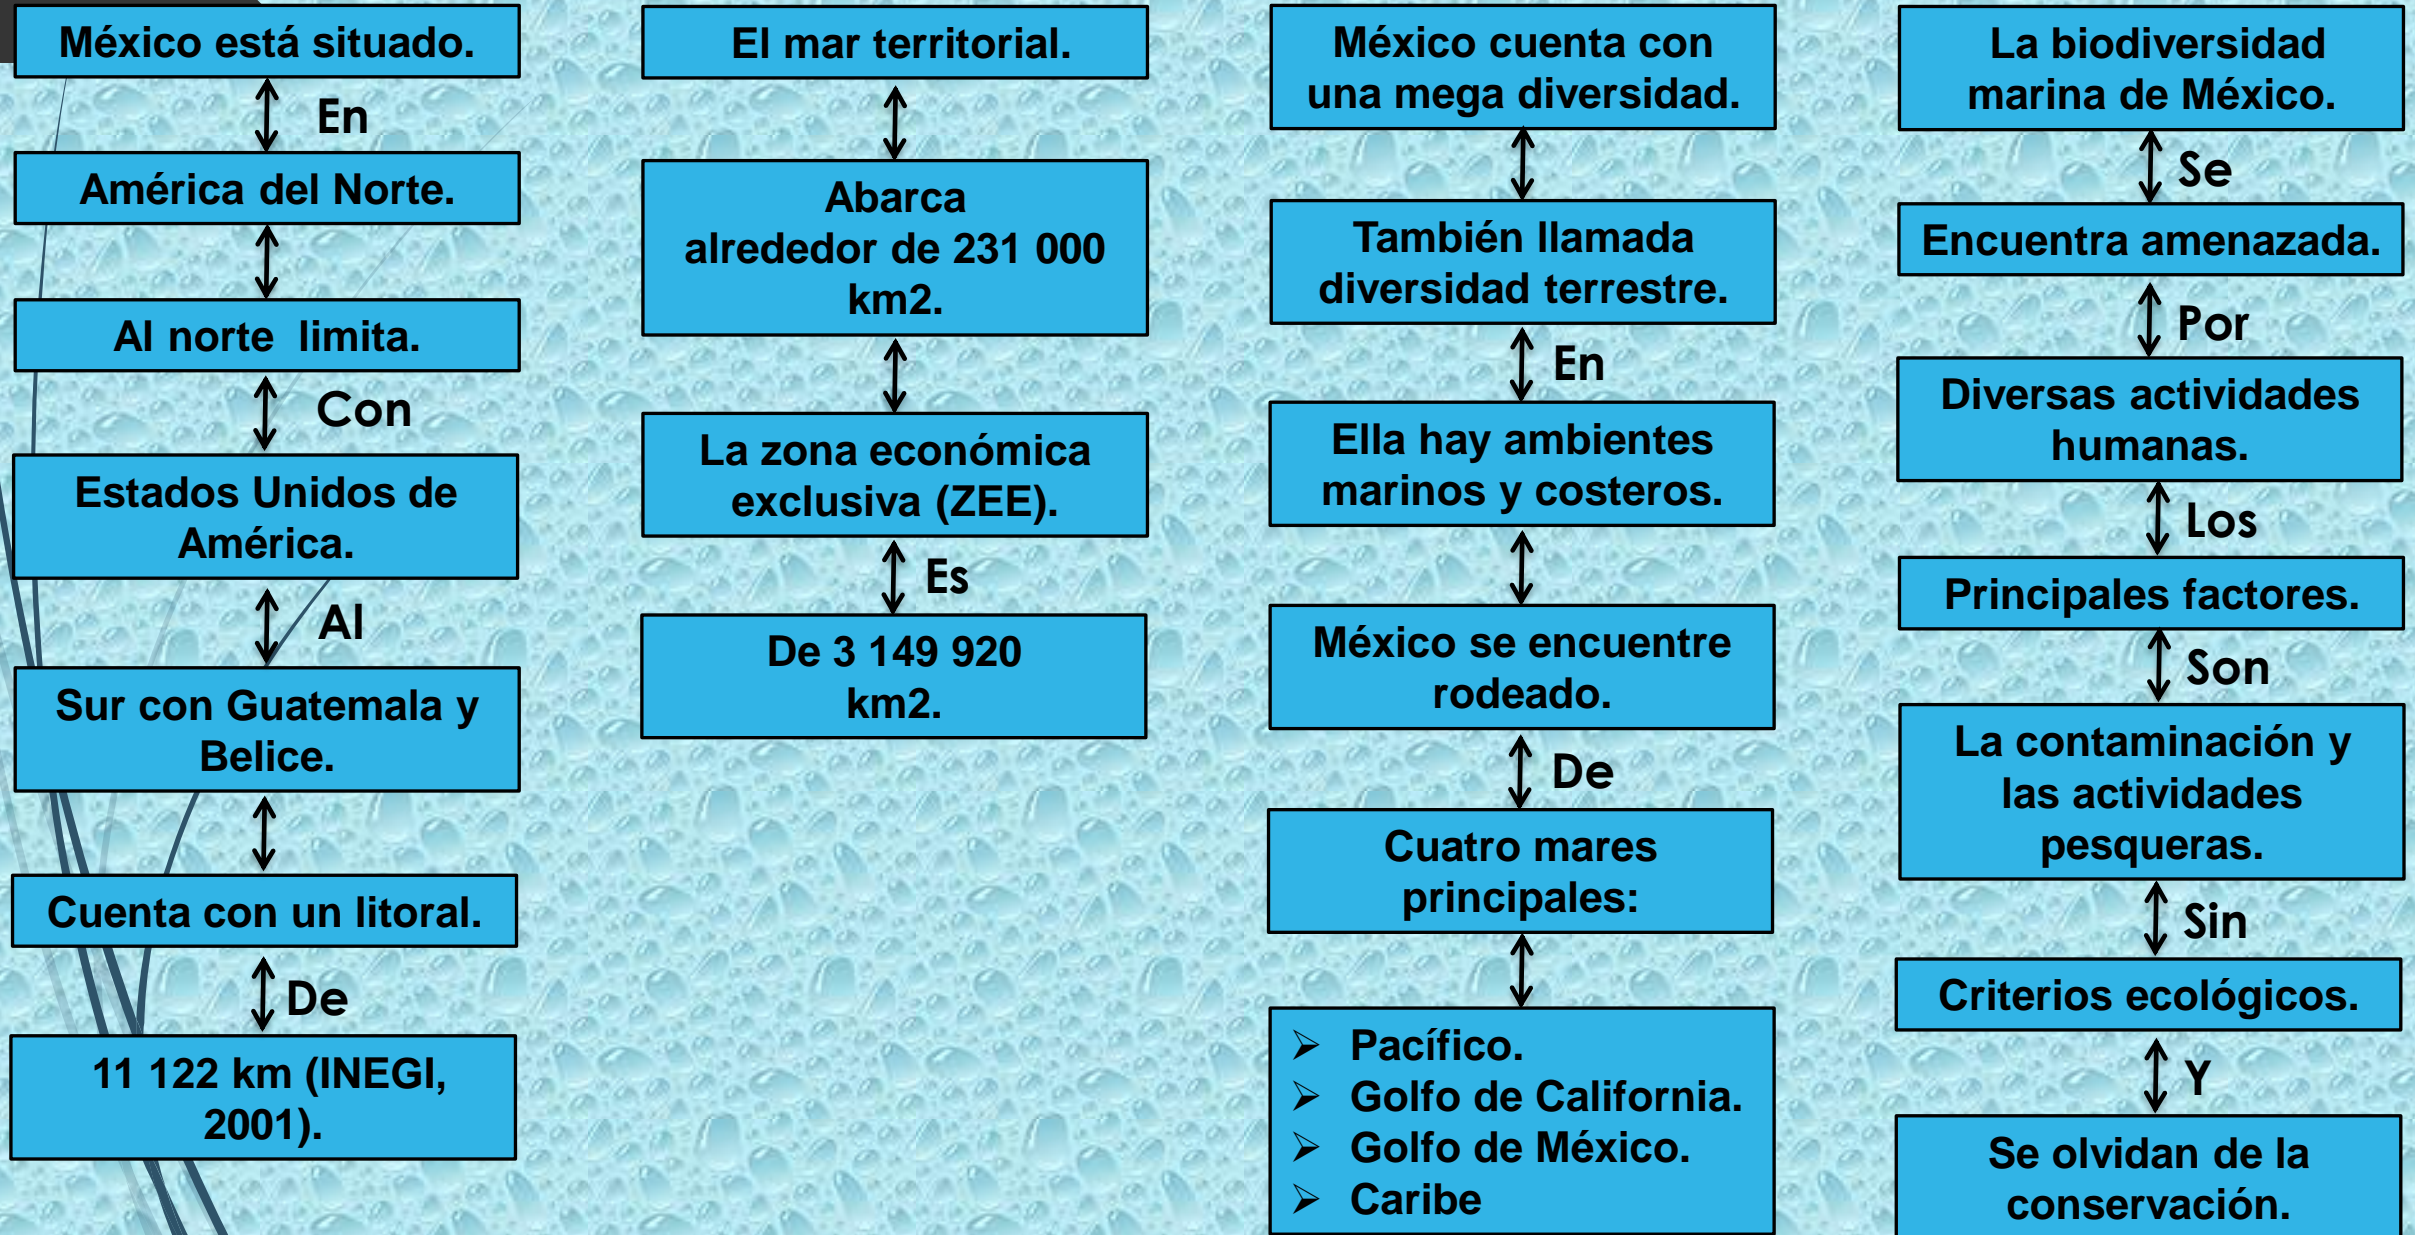 México está situado.
En
América del Norte.
Al norte  limita.
Con
Estados Unidos de
América.
Al
Sur con Guatemala y
Belice.
Cuenta con un litoral.
De
11 122 km (INEGI,
2001).
El mar territorial.
Abarca
alrededor de 231 000
km2.
La zona económica
exclusiva (ZEE).
Es
De 3 149 920
km2.
México cuenta con
una mega diversidad.
También llamada
diversidad terrestre.
En
Ella hay ambientes
marinos y costeros.
México se encuentre
rodeado.
De
Cuatro mares
principales:
➢ Pacífico.
➢ Golfo de California.
➢ Golfo de México.
➢ Caribe
La biodiversidad
marina de México.
Se
Encuentra amenazada.
Por
Diversas actividades
humanas.
Los
Principales factores.
Son
La contaminación y
las actividades
pesqueras.
Sin
Criterios ecológicos.
Y
Se olvidan de la
conservación.